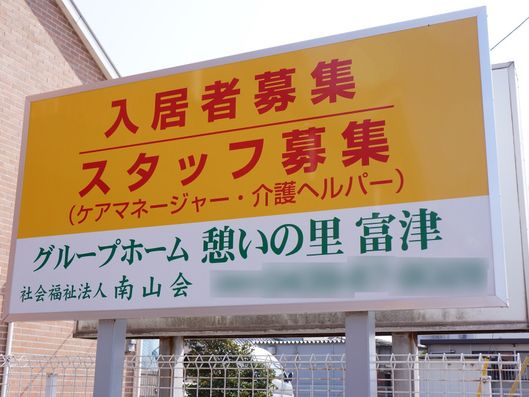 入居者募集
スタッフ募集
（ケアマネージャー・介護ヘルパー）
グループホーム 憩いの里 富津
社会福祉法人 南山会